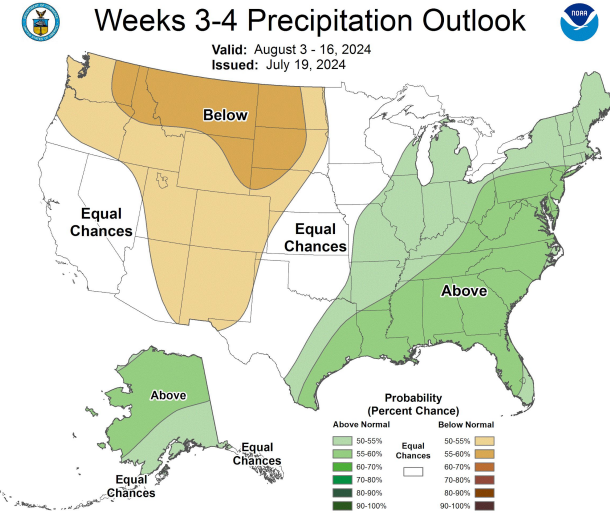 Weeks 3-4 Precipitation Outlook
Valid: August 3 - 16, 2024
Issued: July 19, 2024
NOAA
Below
Equal
Chances
Equal
Chances
Above
Above
Equal
Chances
Equal
Chances
Probability
(Percent Chance)
Above Normal
Below Normal
50-55%
55-60%
60-70%
70-80%
80-90%
90-100%
Equal
Chances
50-55%
55-60%
60-70%
70-80%
80-90%
90-100%